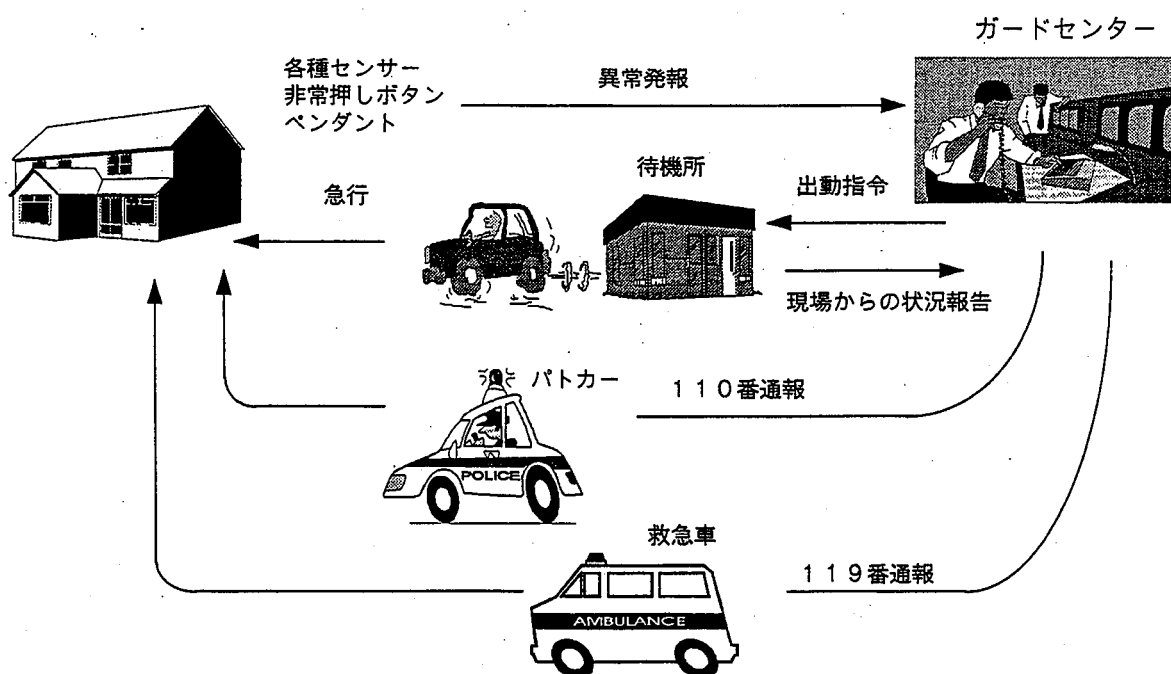 ガードセンター
各種センサー
非常押しボタン
ペンダント
異常発報
待機所
出動指令
急行
現場からの状況報告
パトカー
１１０番通報
POLICE
救急車
１１９番通報
AMBULANCE